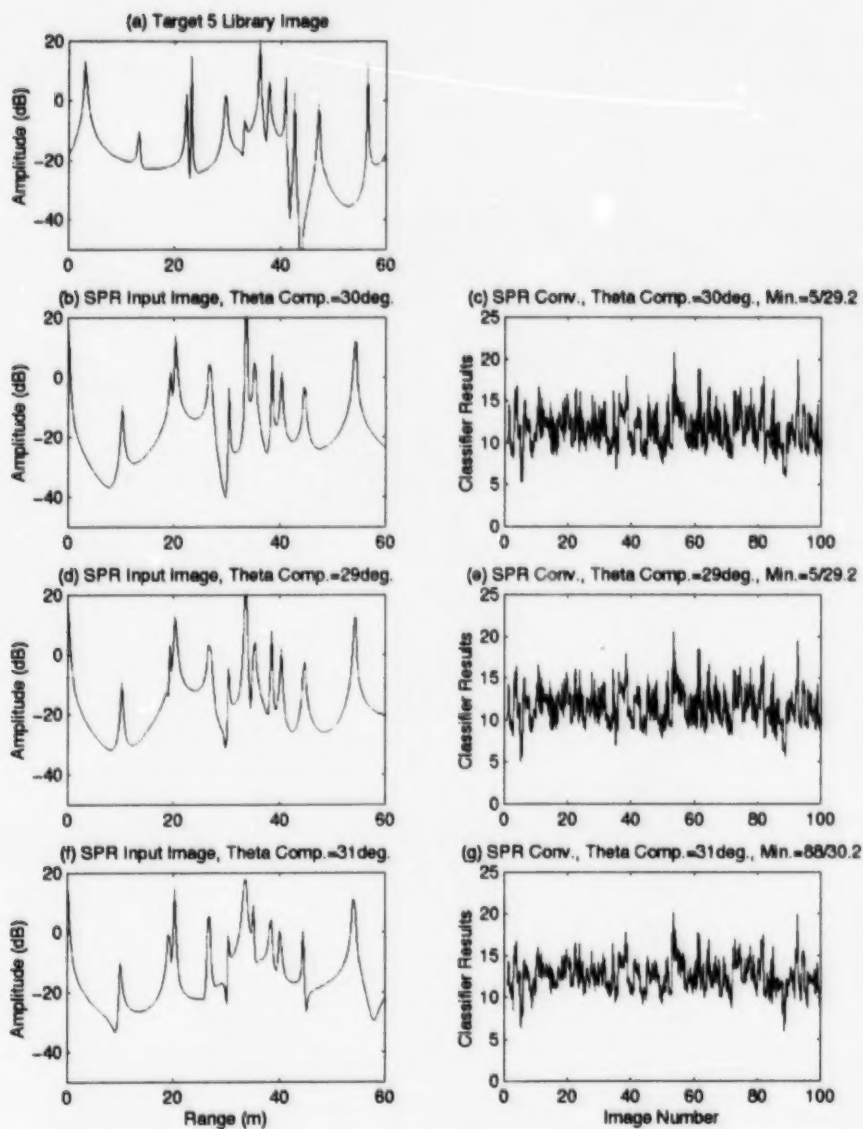 (a) Target 5 Library Image
20
0
−20
−40
Amplitude (dB)
0 20 40 60
(b) SPR Input Image, Theta Comp.=30deg.
20
0
−20
−40
Amplitude (dB)
0 20 40 60
(c) SPR Conv., Theta Comp.=30deg., Min.=5/29.2
25
20
15
10
5
0
Classifier Results
0 20 40 60 80 100
(d) SPR Input Image, Theta Comp.=29deg.
20
0
−20
−40
Amplitude (dB)
0 20 40 60
(e) SPR Conv., Theta Comp.=29deg., Min.=5/29.2
25
20
15
10
5
0
Classifier Results
0 20 40 60 80 100
(f) SPR Input Image, Theta Comp.=31deg.
20
0
−20
−40
Amplitude (dB)
0 20 40 60
Range (m)
(g) SPR Conv., Theta Comp.=31deg., Min.=88/30.2
25
20
15
10
5
0
Classifier Results
0 20 40 60 80 100
Image Number